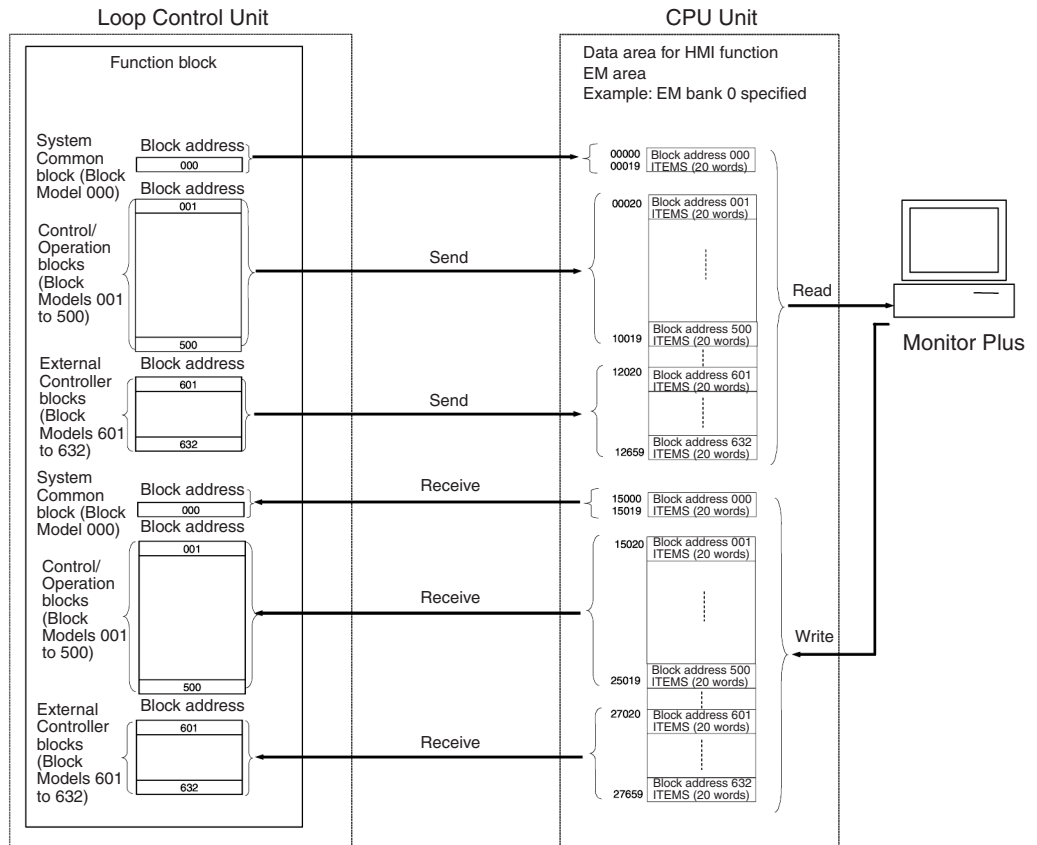 Loop Control Unit
CPU Unit
Function block
Data area for HMI function
EM area
Example: EM bank 0 specified
System
Common
block (Block
Model 000)
Block address
000
00000
00019
Block address 000
ITEMS (20 words)
Control/
Operation
blocks
(Block
Models 001
to 500)
Block address
001
500
Send
00020
Block address 001
ITEMS (20 words)
10019
Block address 500
ITEMS (20 words)
External
Controller
blocks
(Block
Models 601
to 632)
Block address
601
632
Send
12020
Block address 601
ITEMS (20 words)
12659
Block address 632
ITEMS (20 words)
Read
Monitor Plus
System
Common
block (Block
Model 000)
Block address
000
Receive
15000
15019
Block address 000
ITEMS (20 words)
Control/
Operation
blocks
(Block
Models 001
to 500)
Block address
001
500
Receive
15020
Block address 001
ITEMS (20 words)
25019
Block address 500
ITEMS (20 words)
Write
External
Controller
blocks
(Block
Models 601
to 632)
Block address
601
632
Receive
27020
Block address 601
ITEMS (20 words)
27659
Block address 632
ITEMS (20 words)